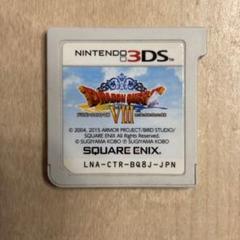 NINTENDO 3DS
DRAGON QUEST
VIII
© 2004, 2015 ARMOR PROJECT/BIRD STUDIO/
SQUARE ENIX All Rights Reserved.
© SUGIYAMA KOBO ℗ SUGIYAMA KOBO
SQUARE ENIX
LNA-CTR-BQ8J-JPN